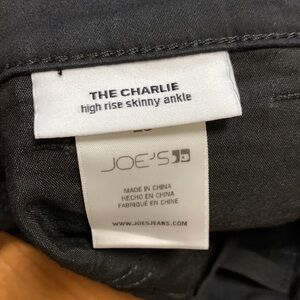 THE CHARLIE
high rise skinny ankle
JOE'S
MADE IN CHINA
HECHO EN CHINA
FABRIQUÉ EN CHINE
WWW.JOESJEANS.COM